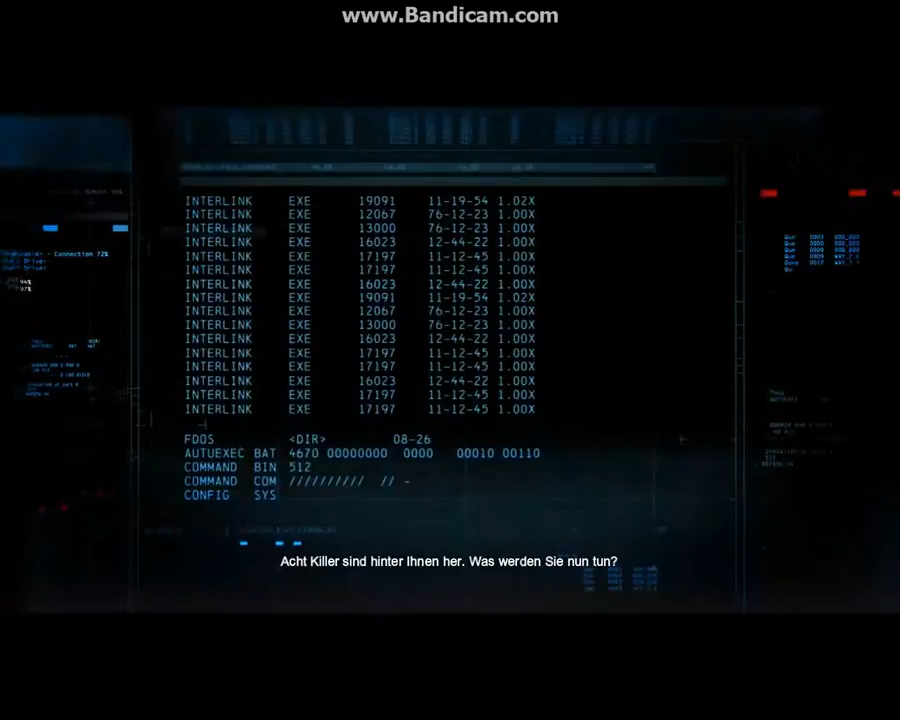 www.Bandicam.com
INTERLINK EXE 19091 11-19-54 1.02X
INTERLINK EXE 12067 76-12-23 1.00X
INTERLINK EXE 13000 76-12-23 1.00X
INTERLINK EXE 16023 12-44-22 1.00X
INTERLINK EXE 17197 11-12-45 1.00X
INTERLINK EXE 17197 11-12-45 1.00X
INTERLINK EXE 16023 12-44-22 1.00X
INTERLINK EXE 19091 11-19-54 1.02X
INTERLINK EXE 12067 76-12-23 1.00X
INTERLINK EXE 13000 76-12-23 1.00X
INTERLINK EXE 16023 12-44-22 1.00X
INTERLINK EXE 17197 11-12-45 1.00X
INTERLINK EXE 17197 11-12-45 1.00X
INTERLINK EXE 16023 12-44-22 1.00X
INTERLINK EXE 17197 11-12-45 1.00X
INTERLINK EXE 17197 11-12-45 1.00X
FDOS <DIR> 08-26
AUTUEXEC BAT 4670 00000000 0000 00010 00110
COMMAND BIN 512
COMMAND COM ////////// // -
CONFIG SYS
- Connection 72%
Acht Killer sind hinter Ihnen her. Was werden Sie nun tun?